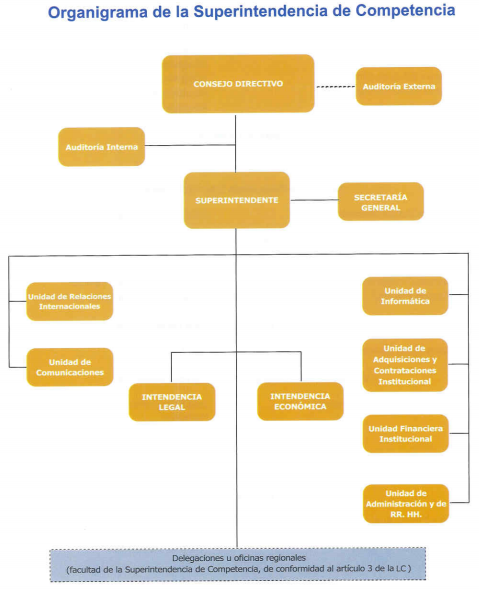 Organigrama de la Superintendencia de Competencia
CONSEJO DIRECTIVO
Auditoría Externa
Auditoría Interna
SUPERINTENDENTE
SECRETARÍA
GENERAL
Unidad de Relaciones
Internacionales
Unidad de
Comunicaciones
INTENDENCIA
LEGAL
INTENDENCIA
ECONÓMICA
Unidad de
Informática
Unidad de
Adquisiciones y
Contrataciones
Institucional
Unidad Financiera
Institucional
Unidad de
Administración y de
RR. HH.
Delegaciones u oficinas regionales
(facultad de la Superintendencia de Competencia, de conformidad al artículo 3 de la LC )